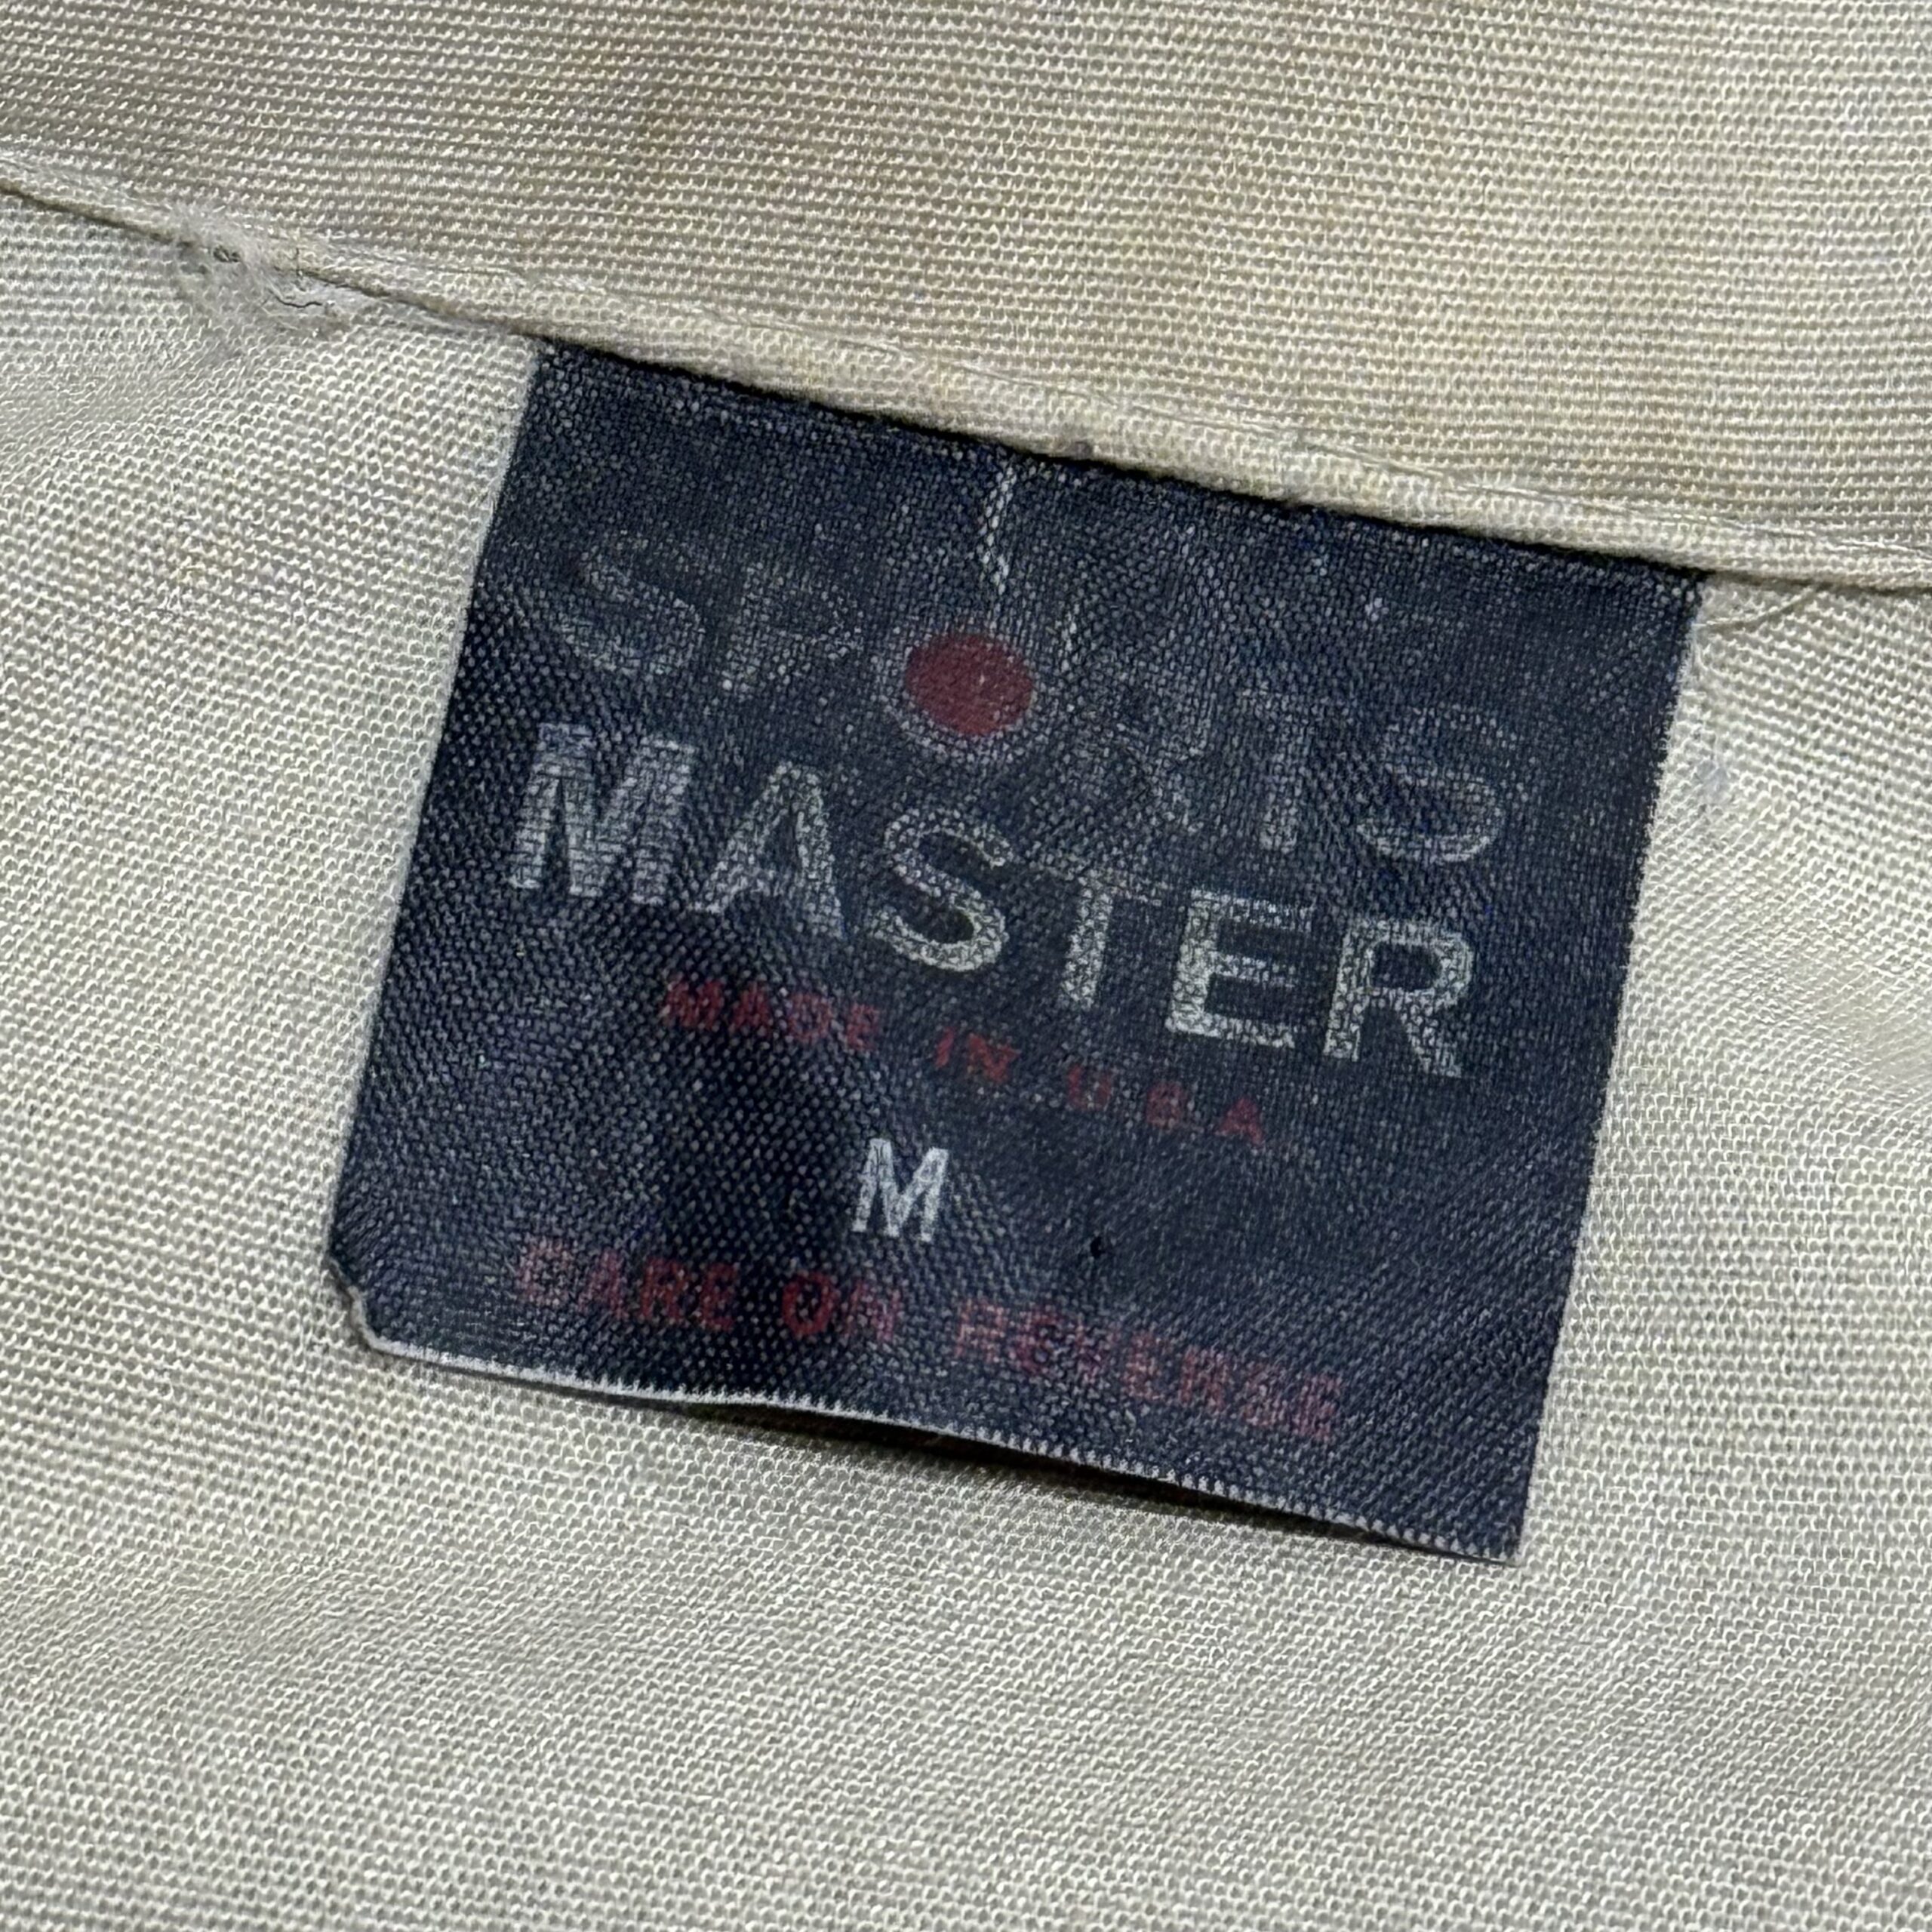 SPORTS
MASTER
MADE IN U.S.A.
M
CARE ON REVERSE